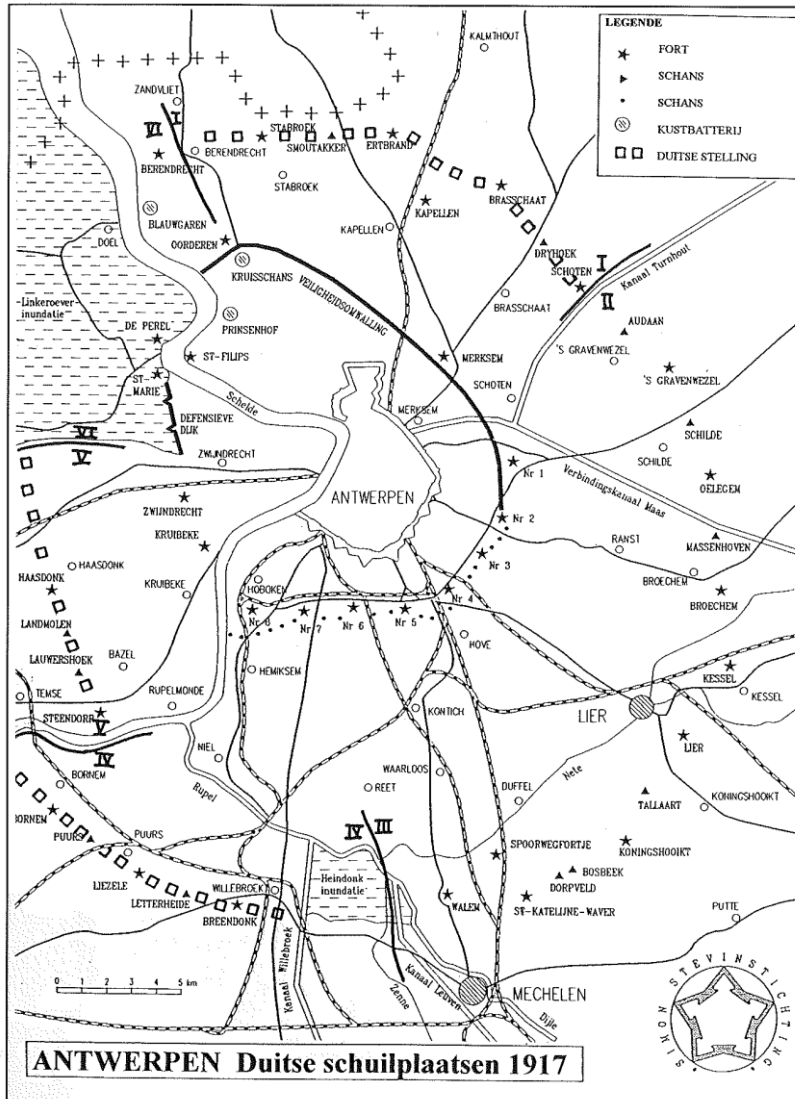 LEGENDE
FORT
SCHANS
SCHANS
KUSTBATTERIJ
DUITSE STELLING
KALMTHOUT
ZANDVLIET
I
VI
STABROEK
SMOUTAKKER
ERTBRAND
BERENDRECHT
BERENDRECHT
STABROEK
BRASSCHAAT
KAPELLEN
BLAUWGAREN
DOEL
OORDEREN
KAPELLEN
DRYHOEK
KRUISSCHANS
SCHOTEN
I
II
Kanaal Turnhout
VEILIGHEIDSOMWALLING
BRASSCHAAT
Linkeroever-
inundatie
PRINSENHOF
AUDAAN
DE PEREL
ST-FILIPS
MERKSEM
'S GRAVENWEZEL
'S GRAVENWEZEL
ST-
MARIE
SCHOTEN
Schelde
DEFENSIEVE
DIJK
MERKSEM
SCHILDE
VI
V
ZWIJNDRECHT
SCHILDE
Nr 1
Verbindingskanaal Maas
OELEGEM
ANTWERPEN
ZWIJNDRECHT
Nr 2
KRUIBEKE
RANST
MASSENHOVEN
Nr 3
HAASDONK
HAASDONK
HOBOKEN
BROECHEM
BROECHEM
KRUIBEKE
Nr 4
LANDMOLEN
Nr 8
Nr 7
Nr 6
Nr 5
HOVE
LAUWERSHOEK
BAZEL
HEMIKSEM
KESSEL
KESSEL
TEMSE
RUPELMONDE
STEENDORP
V
KONTICH
LIER
LIER
IV
NIEL
WAARLOOS
Nete
BORNEM
Rupel
REET
DUFFEL
TALLAART
KONINGSHOOIKT
BORNEM
IV
III
PUURS
PUURS
SPOORWEGFORTJE
KONINGSHOOIKT
Heindonk
inundatie
BOSBEEK
LIEZELE
DORPVELD
WILLEBROEK
LETTERHEIDE
WALEM
ST-KATELIJNE-WAVER
BREENDONK
PUTTE
Kanaal Willebroek
Kanaal Leuven
Zenne
MECHELEN
Dijle
0
5 km
SIMON STEVINSTICHTING
ANTWERPEN Duitse schuilplaatsen 1917